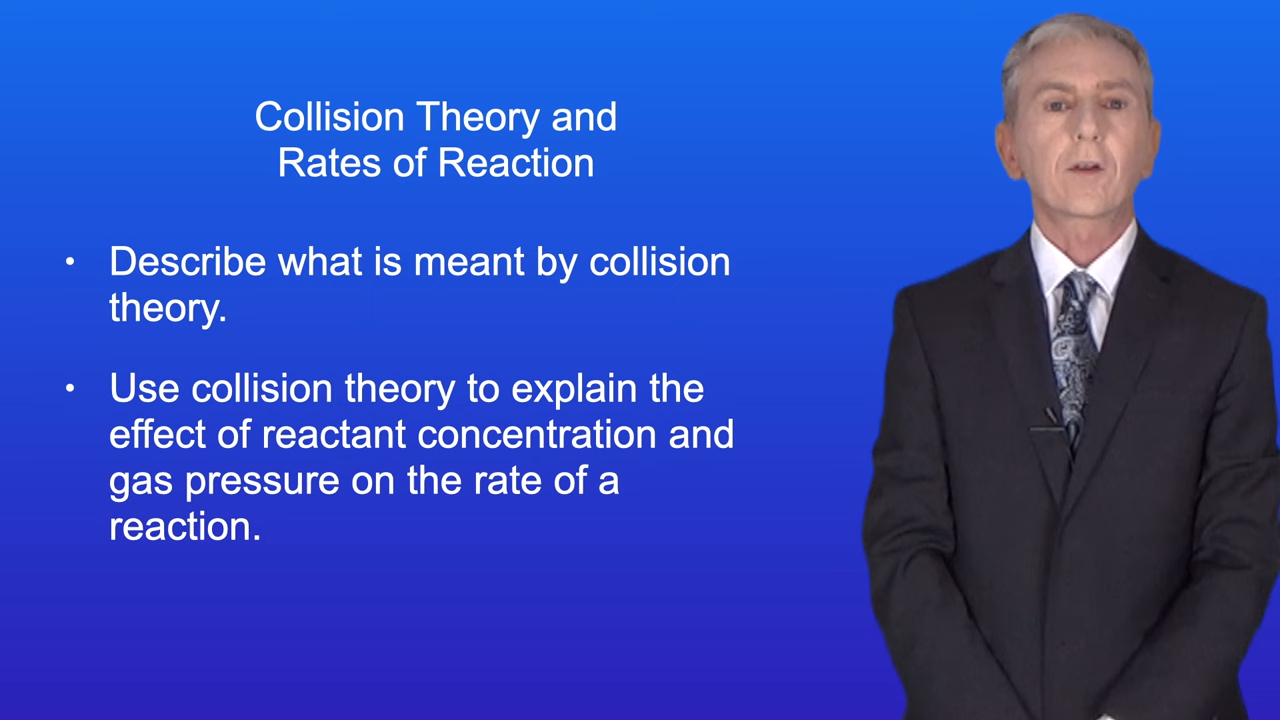 Collision Theory and
Rates of Reaction
• Describe what is meant by collision
theory.
• Use collision theory to explain the
effect of reactant concentration and
gas pressure on the rate of a
reaction.